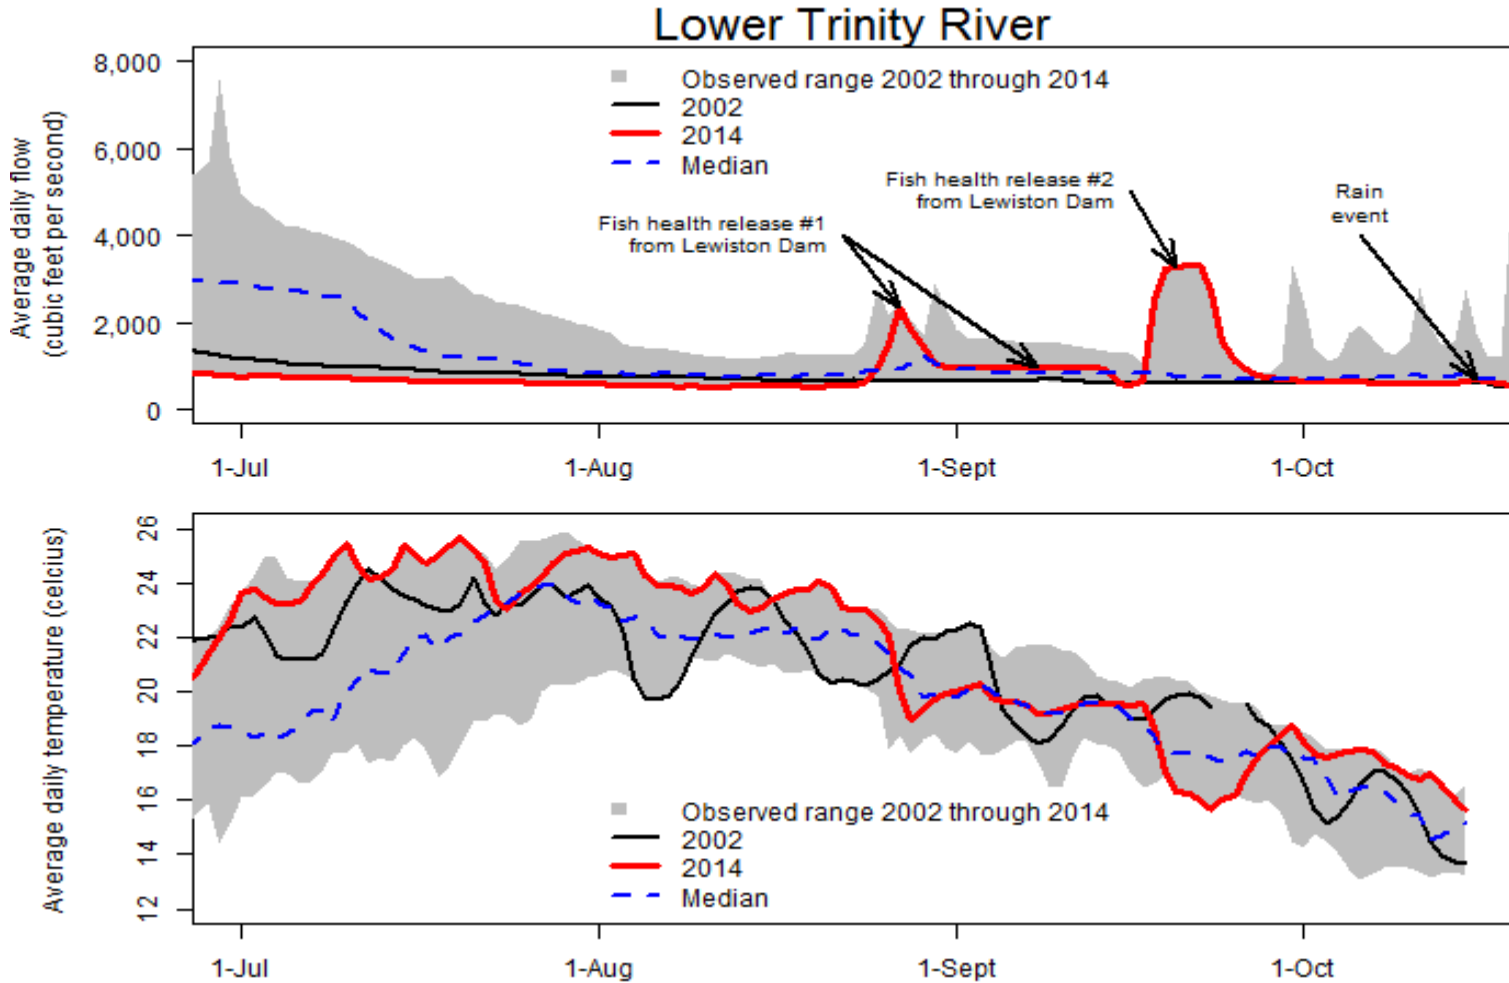 Lower Trinity River
Average daily flow
(cubic feet per second)
8,000
6,000
4,000
2,000
0
Observed range 2002 through 2014
2002
2014
Median
Fish health release #1
from Lewiston Dam
Fish health release #2
from Lewiston Dam
Rain
event
1-Jul
1-Aug
1-Sept
1-Oct
Average daily temperature (celcius)
26
24
22
20
18
16
14
12
Observed range 2002 through 2014
2002
2014
Median
1-Jul
1-Aug
1-Sept
1-Oct